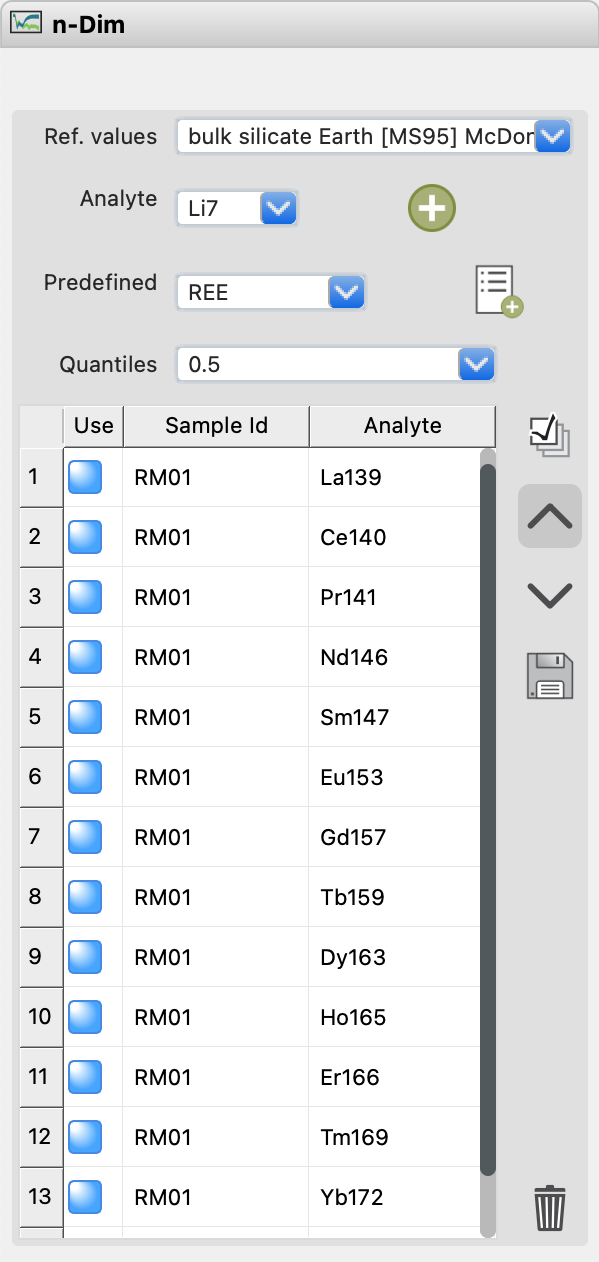 n-Dim
Ref. values bulk silicate Earth [MS95] McDor
Analyte Li7
Predefined REE
Quantiles 0.5
Use Sample Id Analyte
1 RM01 La139
2 RM01 Ce140
3 RM01 Pr141
4 RM01 Nd146
5 RM01 Sm147
6 RM01 Eu153
7 RM01 Gd157
8 RM01 Tb159
9 RM01 Dy163
10 RM01 Ho165
11 RM01 Er166
12 RM01 Tm169
13 RM01 Yb172